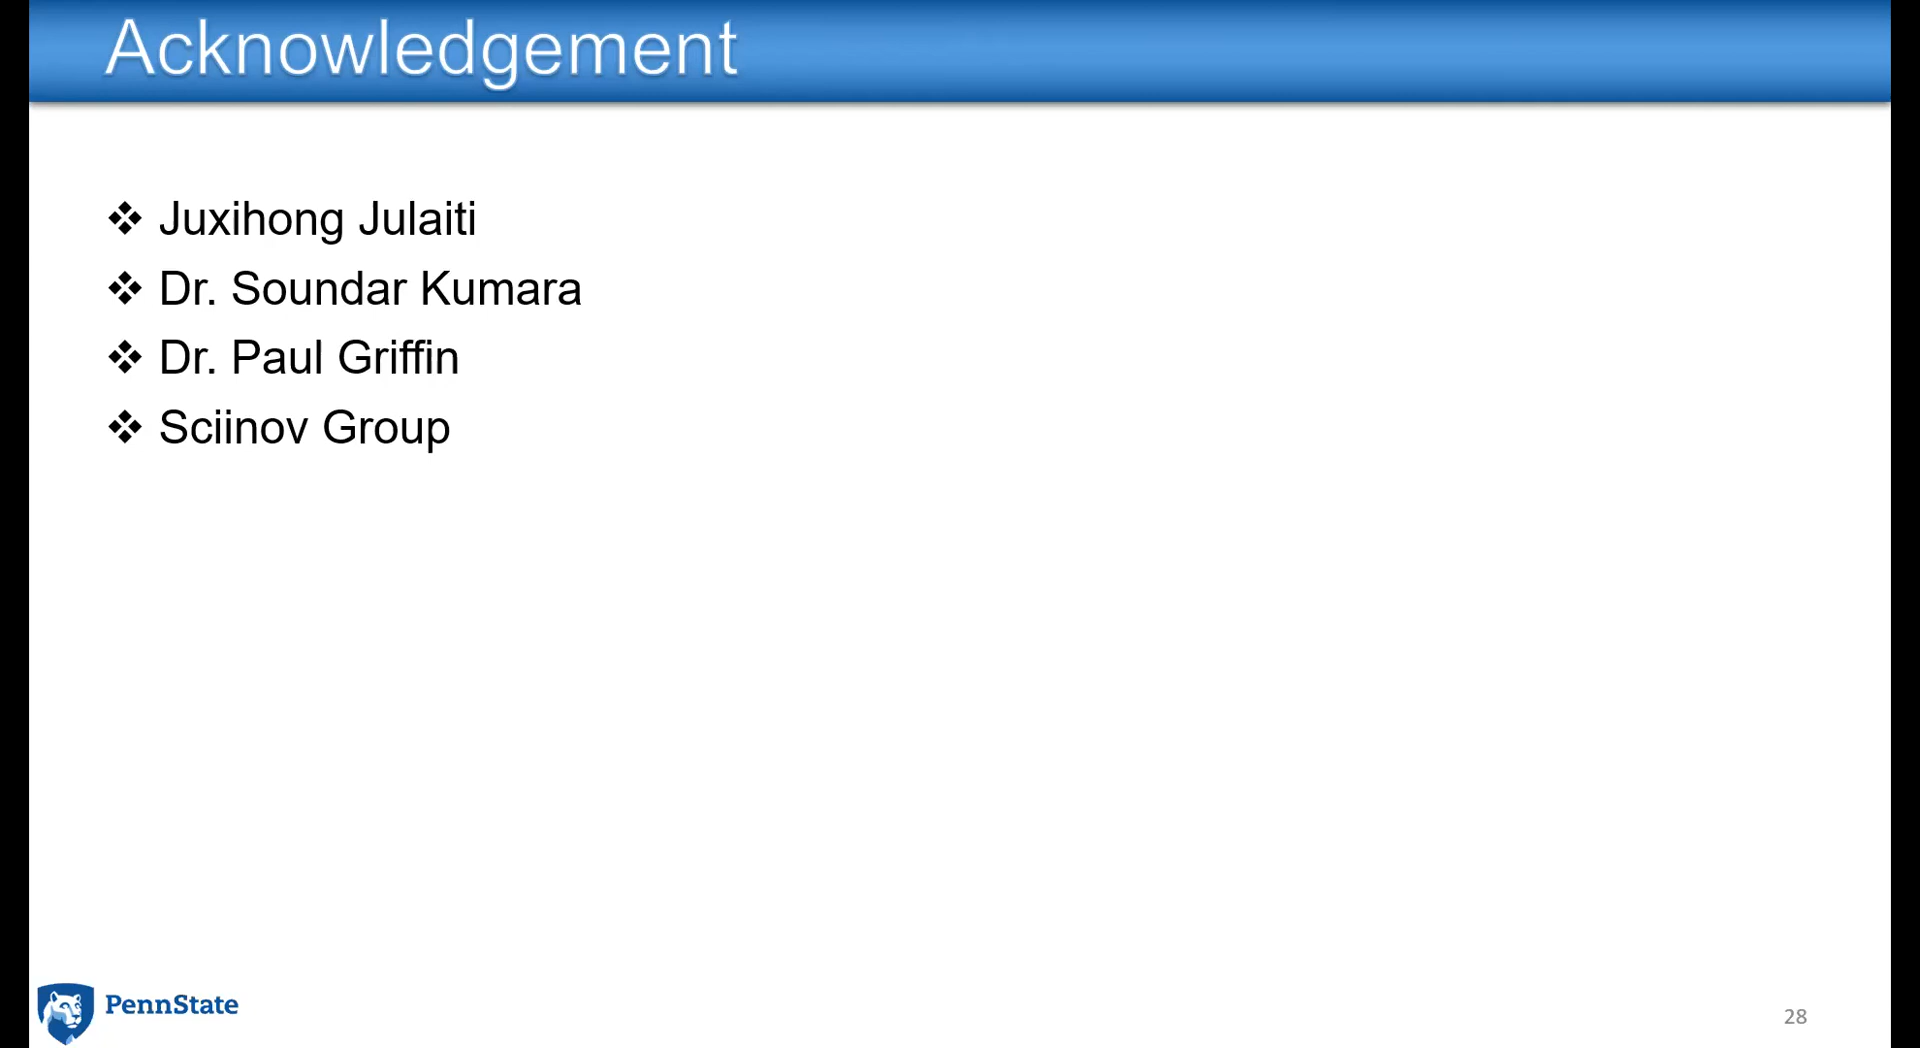 Acknowledgement
❖ Juxihong Julaiti
❖ Dr. Soundar Kumara
❖ Dr. Paul Griffin
❖ Sciinov Group
PennState
28